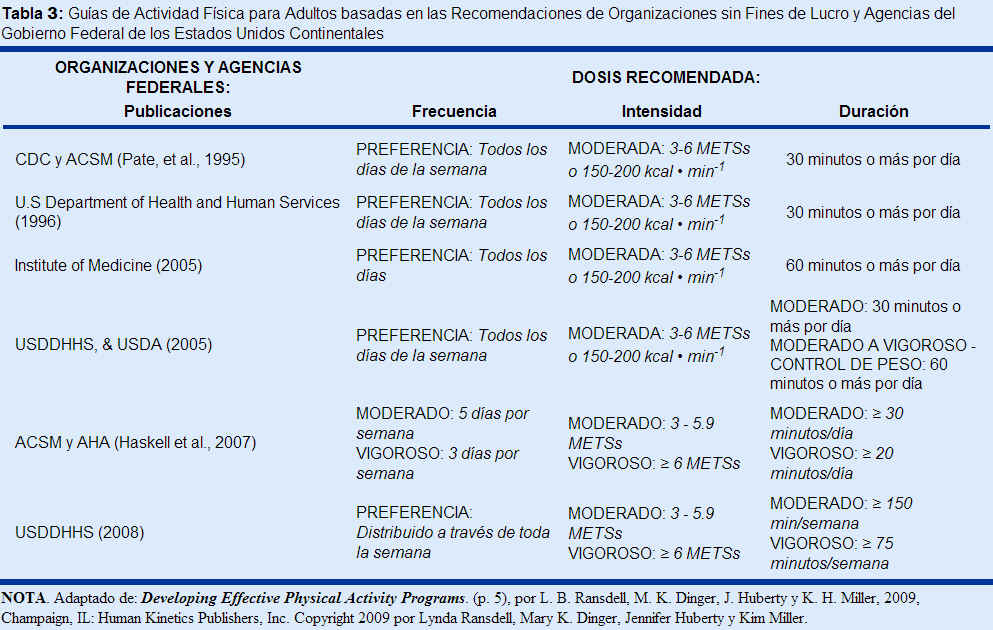 Tabla 3: Guías de Actividad Física para Adultos basadas en las Recomendaciones de Organizaciones sin Fines de Lucro y Agencias del
Gobierno Federal de los Estados Unidos Continentales
ORGANIZACIONES Y AGENCIAS
FEDERALES:
Publicaciones
DOSIS RECOMENDADA:
Frecuencia
Intensidad
Duración
CDC y ACSM (Pate, et al., 1995)
PREFERENCIA: Todos los
días de la semana
MODERADA: 3-6 METSs
o 150-200 kcal • min-1
30 minutos o más por día
U.S Department of Health and Human Services
(1996)
PREFERENCIA: Todos los
días de la semana
MODERADA: 3-6 METSs
o 150-200 kcal • min-1
30 minutos o más por día
Institute of Medicine (2005)
PREFERENCIA: Todos los
días
MODERADA: 3-6 METSs
o 150-200 kcal • min-1
60 minutos o más por día
USDDHHS, & USDA (2005)
PREFERENCIA: Todos los
días de la semana
MODERADA: 3-6 METSs
o 150-200 kcal • min-1
MODERADO: 30 minutos o
más por día
MODERADO A VIGOROSO -
CONTROL DE PESO: 60
minutos o más por día
ACSM y AHA (Haskell et al., 2007)
MODERADO: 5 días por
semana
VIGOROSO: 3 días por
semana
MODERADO: 3 - 5.9
METSs
VIGOROSO: ≥ 6 METSs
MODERADO: ≥ 30
minutos/día
VIGOROSO: ≥ 20
minutos/día
USDDHHS (2008)
PREFERENCIA:
Distribuido a través de toda
la semana
MODERADO: 3 - 5.9
METSs
VIGOROSO: ≥ 6 METSs
MODERADO: ≥ 150
min/semana
VIGOROSO: ≥ 75
minutos/semana
NOTA. Adaptado de: Developing Effective Physical Activity Programs. (p. 5), por L. B. Ransdell, M. K. Dinger, J. Huberty y K. H. Miller, 2009,
Champaign, IL: Human Kinetics Publishers, Inc. Copyright 2009 por Lynda Ransdell, Mary K. Dinger, Jennifer Huberty y Kim Miller.